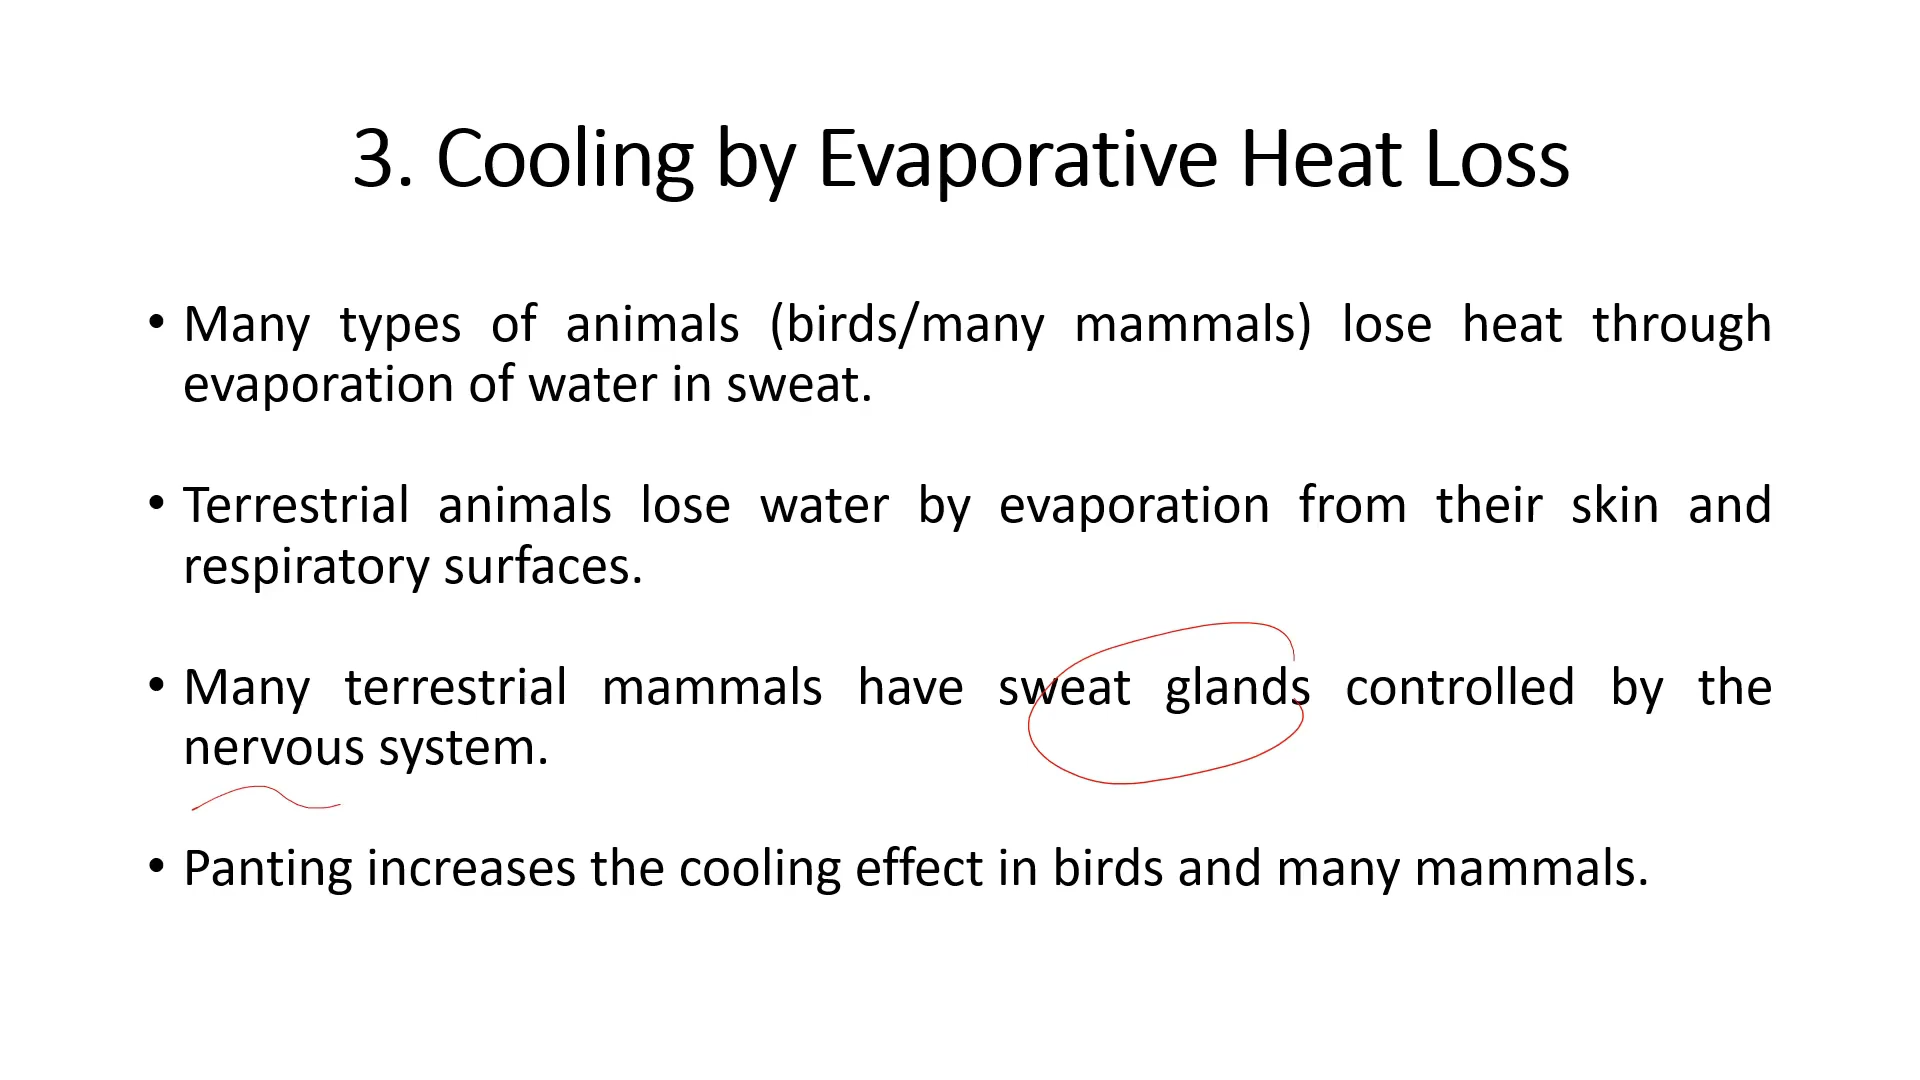 3. Cooling by Evaporative Heat Loss
• Many types of animals (birds/many mammals) lose heat through
evaporation of water in sweat.
• Terrestrial animals lose water by evaporation from their skin and
respiratory surfaces.
• Many terrestrial mammals have sweat glands controlled by the
nervous system.
• Panting increases the cooling effect in birds and many mammals.